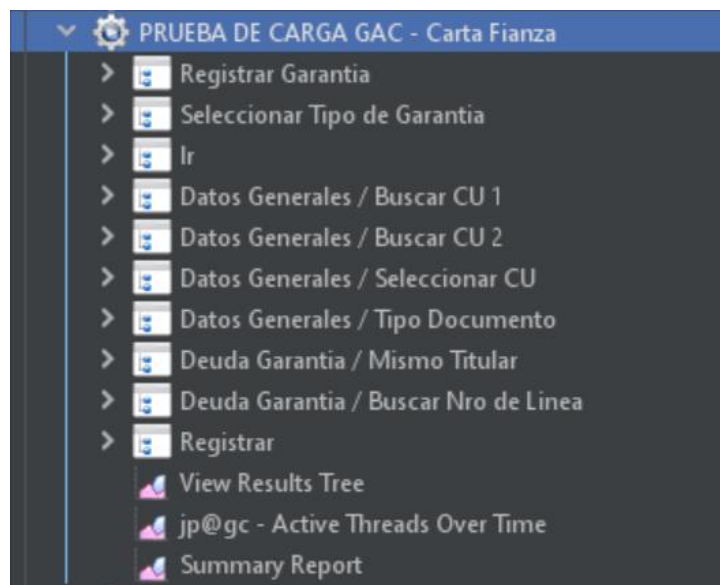 PRUEBA DE CARGA GAC - Carta Fianza
Registrar Garantia
Seleccionar Tipo de Garantia
Ir
Datos Generales / Buscar CU 1
Datos Generales / Buscar CU 2
Datos Generales / Seleccionar CU
Datos Generales / Tipo Documento
Deuda Garantia / Mismo Titular
Deuda Garantia / Buscar Nro de Linea
Registrar
View Results Tree
jp@gc - Active Threads Over Time
Summary Report